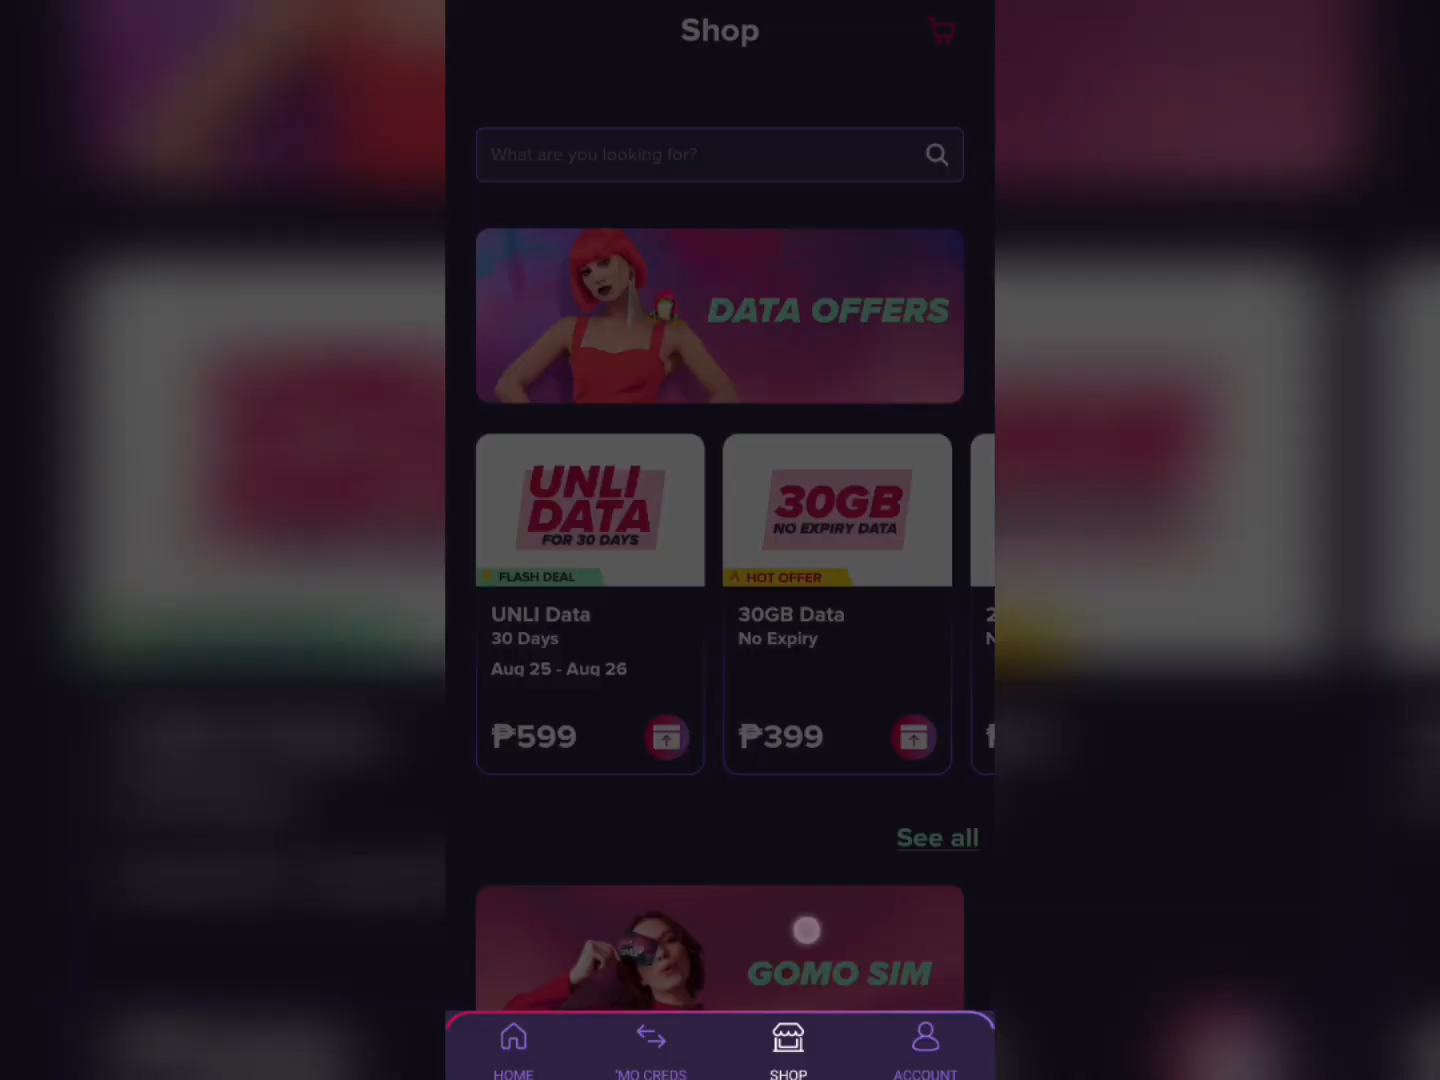 Shop
What are you looking for?
DATA OFFERS
UNLI
DATA
FOR 30 DAYS
FLASH DEAL
UNLI Data
30 Days
Aug 25 - Aug 26
₱599
30GB
NO EXPIRY DATA
HOT OFFER
30GB Data
No Expiry
₱399
See all
GOMO SIM
HOME
'MO CREDS
SHOP
ACCOUNT